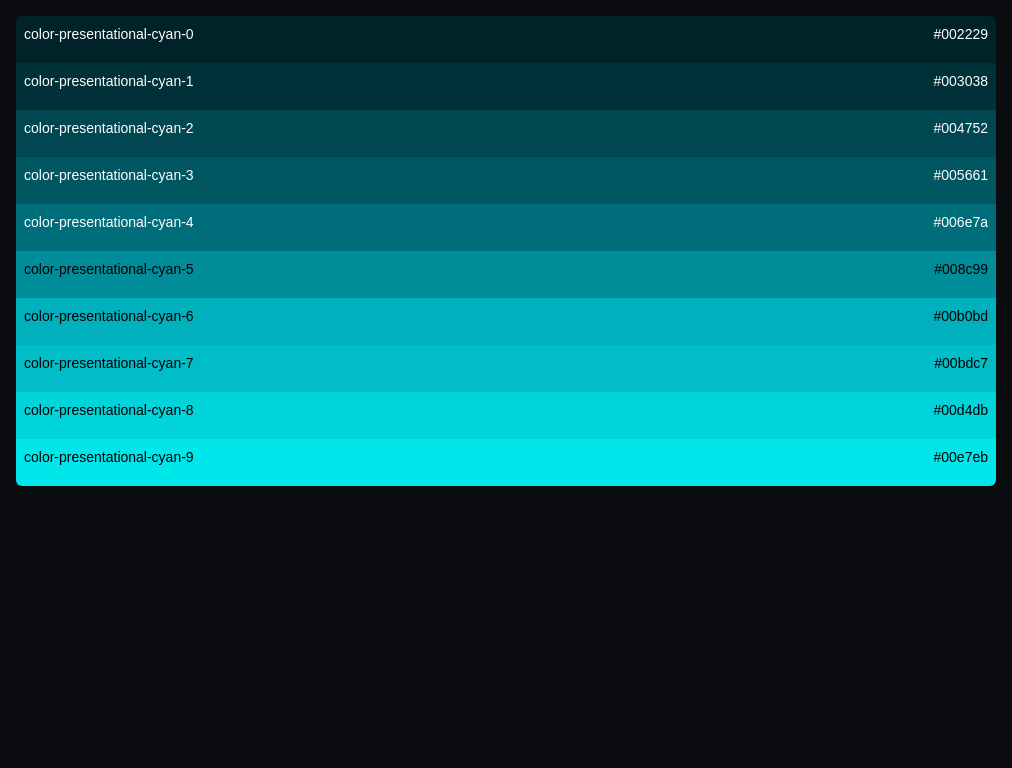 color-presentational-cyan-0 #002229
color-presentational-cyan-1 #003038
color-presentational-cyan-2 #004752
color-presentational-cyan-3 #005661
color-presentational-cyan-4 #006e7a
color-presentational-cyan-5 #008c99
color-presentational-cyan-6 #00b0bd
color-presentational-cyan-7 #00bdc7
color-presentational-cyan-8 #00d4db
color-presentational-cyan-9 #00e7eb